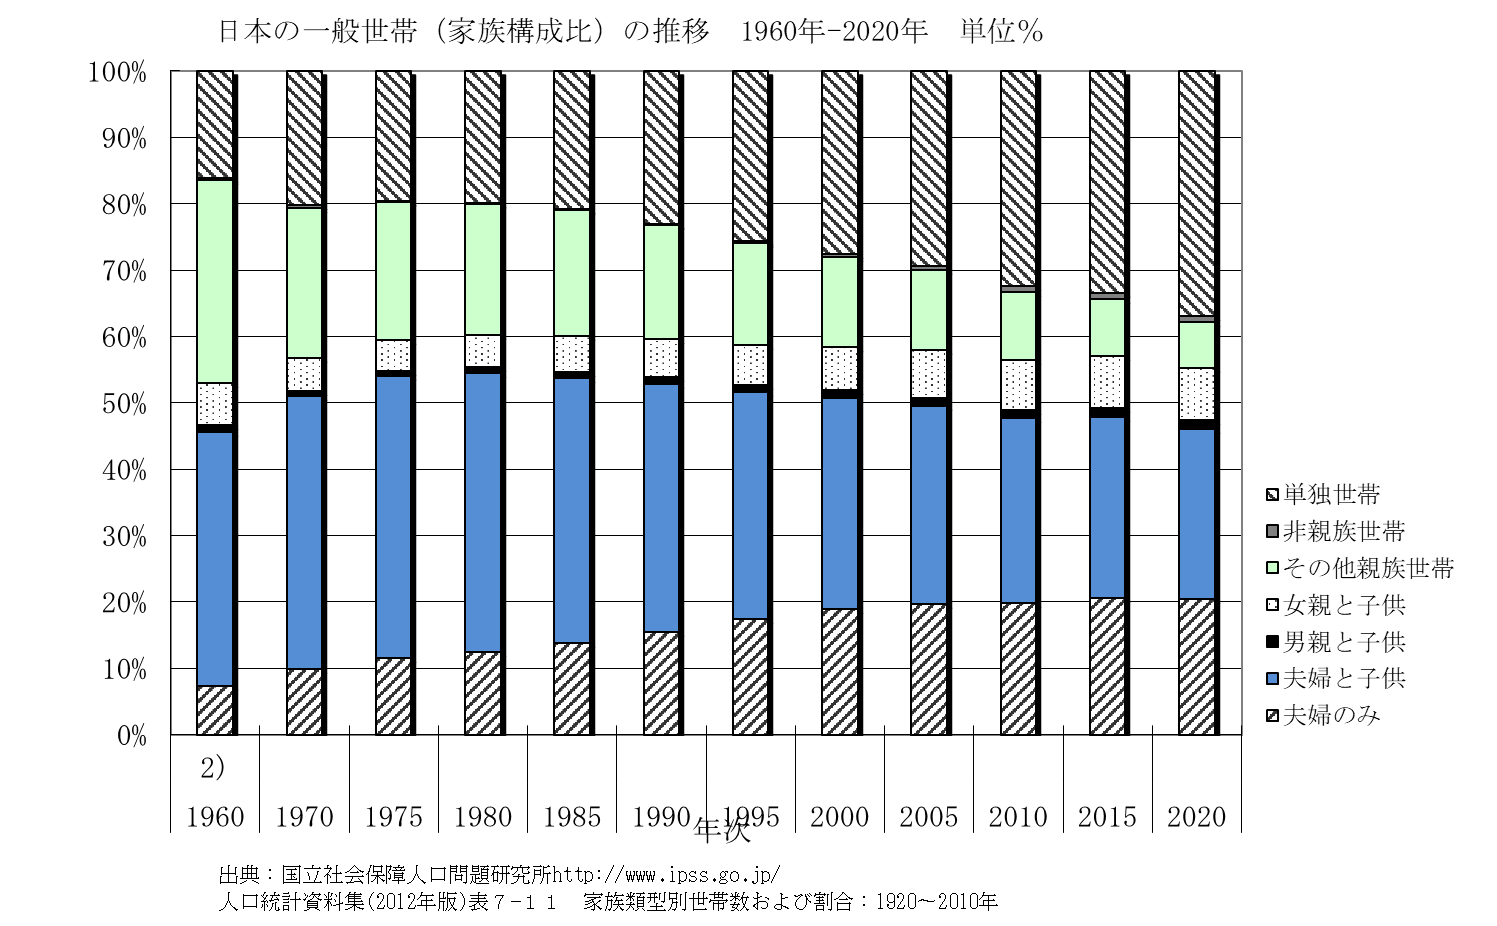 日本の一般世帯（家族構成比）の推移　1960年-2020年　単位％
100%
90%
80%
70%
60%
50%
40%
30%
20%
10%
0%
単独世帯
非親族世帯
その他親族世帯
女親と子供
男親と子供
夫婦と子供
夫婦のみ
2)
1960 1970 1975 1980 1985 1990 1995 2000 2005 2010 2015 2020
年次
出典：国立社会保障人口問題研究所http://www.ipss.go.jp/
人口統計資料集(2012年版)表７-１１　家族類型別世帯数および割合：1920～2010年